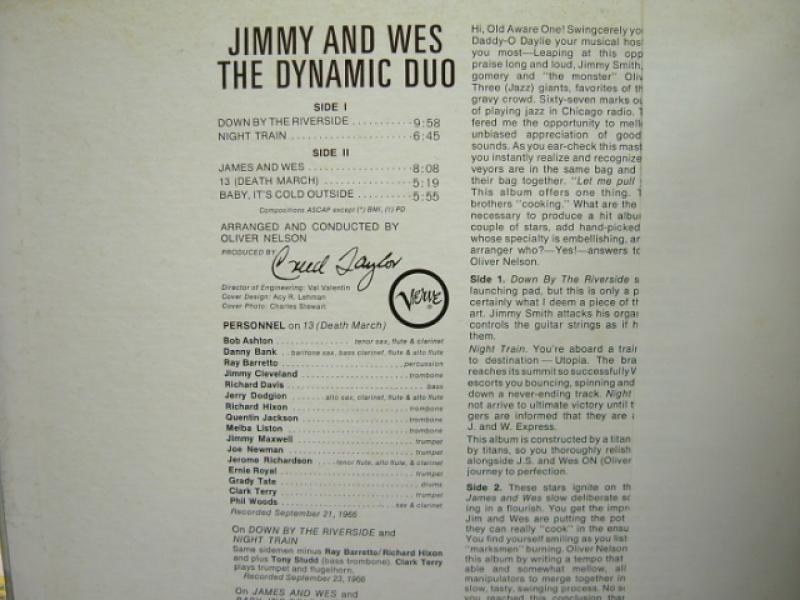 JIMMY AND WES
THE DYNAMIC DUO
SIDE I
DOWN BY THE RIVERSIDE ...........9:58
NIGHT TRAIN ......................6:45
SIDE II
JAMES AND WES ....................8:08
13 (DEATH MARCH) .................5:19
BABY, IT'S COLD OUTSIDE ..........5:55
Compositions ASCAP except (*) BMI, (†) PD
ARRANGED AND CONDUCTED BY
OLIVER NELSON
PRODUCED BY Creed Taylor
Director of Engineering: Val Valentin
Cover Design: Acy R. Lehman
Cover Photo: Charles Stewart
Verve
PERSONNEL on 13 (Death March)
Bob Ashton ........ tenor sax, flute & clarinet
Danny Bank .. baritone sax, bass clarinet, flute & alto flute
Ray Barretto ........ percussion
Jimmy Cleveland ........ trombone
Richard Davis ........ bass
Jerry Dodgion ...... alto sax, clarinet, flute & alto flute
Richard Hixon ........ trombone
Quentin Jackson ........ trombone
Melba Liston ........ trombone
Jimmy Maxwell ........ trumpet
Joe Newman ........ trumpet
Jerome Richardson .... tenor flute, alto flute, & clarinet
Ernie Royal ........ trumpet
Grady Tate ........ drums
Clark Terry ........ trumpet
Phil Woods ........ sax & clarinet
Recorded September 21, 1966
On DOWN BY THE RIVERSIDE and
NIGHT TRAIN
Same sidemen minus Ray Barretto/Richard Hixon
and plus Tony Studd (bass trombone). Clark Terry
plays trumpet and flugelhorn.
Recorded September 23, 1966
On JAMES AND WES and
Hi, Old Aware One! Swingcerely yo
Daddy-O Daylie your musical hos
you most—Leaping at this opp
praise long and loud, Jimmy Smith,
gomery and "the monster" Oliv
Three (Jazz) giants, favorites of th
gravy crowd. Sixty-seven marks ou
of playing jazz in Chicago radio. T
fered me the opportunity to mell
unbiased appreciation of good
sounds. As you ear-check this mast
you instantly realize and recognize
veyors are in the same bag and
their bag together. "Let me pull
This album offers one thing. T
brothers "cooking." What are the
necessary to produce a hit albu
couple of stars, add hand-picked
whose specialty is embellishing, an
arranger who?—Yes!—answers to
Oliver Nelson.
Side 1. Down By The Riverside s
launching pad, but this is only a p
certainly what I deem a piece of th
art. Jimmy Smith attacks his orga
controls the guitar strings as if h
them.
Night Train. You're aboard a train
to destination—Utopia. The bra
reaches its summit so successfully W
escorts you bouncing, spinning and
down a never-ending track. Night
not arrive to ultimate victory until t
gers are informed that they are
J. and W. Express.
This album is constructed by a titan
by titans, so you thoroughly relish
alongside J.S. and Wes ON (Oliver
journey to perfection.
Side 2. These stars ignite on th
James and Wes slow deliberate sc
ing in a flourish. You get the impr
Jim and Wes are putting the pot
they can really "cook" in the ensu
You find yourself smiling as you list
"marksmen" burning. Oliver Nelson
this album by writing a tempo that
able and somewhat mellow, all
manipulators to merge together in
slow, tasty, swinging process. No so
you reached this conclusion than